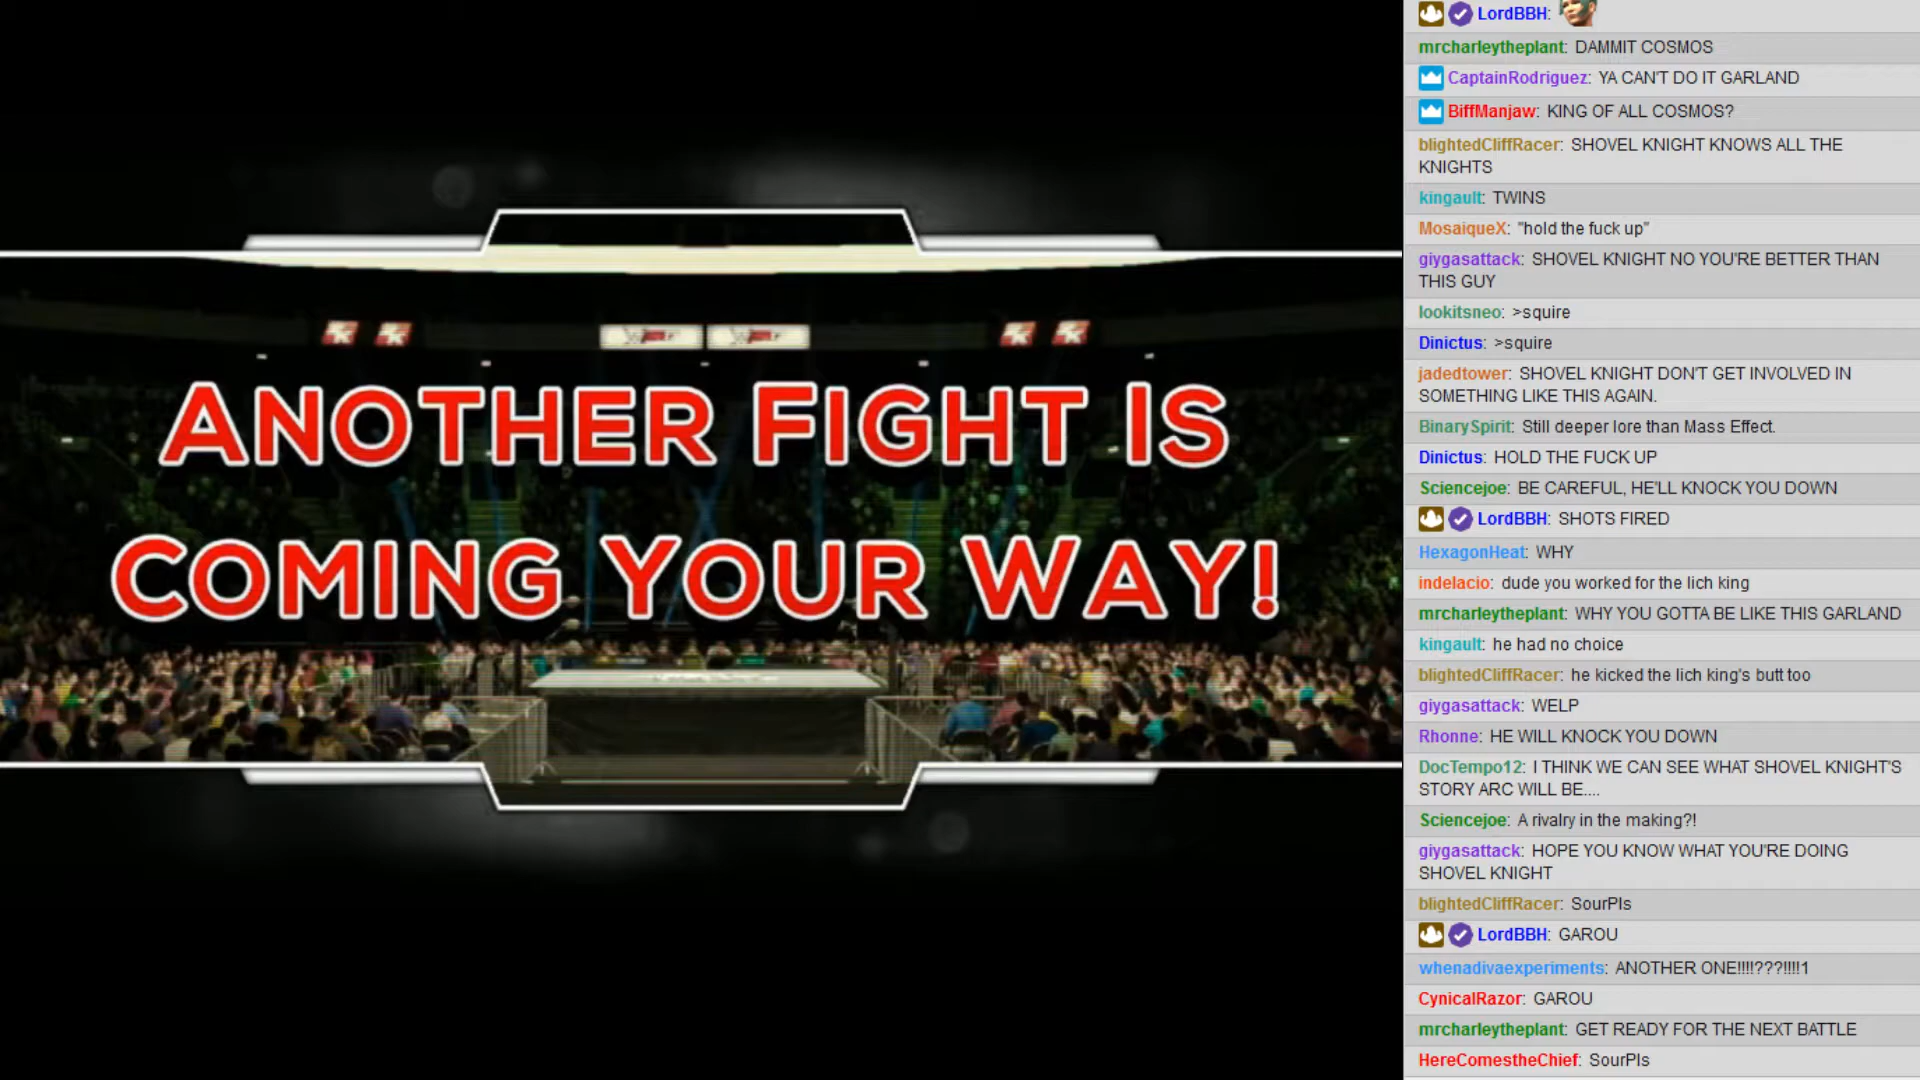 ANOTHER FIGHT IS
COMING YOUR WAY!
LordBBH:
mrcharleytheplant: DAMMIT COSMOS
CaptainRodriguez: YA CAN'T DO IT GARLAND
BiffManjaw: KING OF ALL COSMOS?
blightedCliffRacer: SHOVEL KNIGHT KNOWS ALL THE
KNIGHTS
kingault: TWINS
MosaiqueX: "hold the fuck up"
giygasattack: SHOVEL KNIGHT NO YOU'RE BETTER THAN
THIS GUY
lookitsneo: >squire
Dinictus: >squire
jadedtower: SHOVEL KNIGHT DON'T GET INVOLVED IN
SOMETHING LIKE THIS AGAIN.
BinarySpirit: Still deeper lore than Mass Effect.
Dinictus: HOLD THE FUCK UP
Sciencejoe: BE CAREFUL, HE'LL KNOCK YOU DOWN
LordBBH: SHOTS FIRED
HexagonHeat: WHY
indelacio: dude you worked for the lich king
mrcharleytheplant: WHY YOU GOTTA BE LIKE THIS GARLAND
kingault: he had no choice
blightedCliffRacer: he kicked the lich king's butt too
giygasattack: WELP
Rhonne: HE WILL KNOCK YOU DOWN
DocTempo12: I THINK WE CAN SEE WHAT SHOVEL KNIGHT'S
STORY ARC WILL BE....
Sciencejoe: A rivalry in the making?!
giygasattack: HOPE YOU KNOW WHAT YOU'RE DOING
SHOVEL KNIGHT
blightedCliffRacer: SourPls
LordBBH: GAROU
whenadivaexperiments: ANOTHER ONE!!!!???!!!!1
CynicalRazor: GAROU
mrcharleytheplant: GET READY FOR THE NEXT BATTLE
HereComestheChief: SourPls